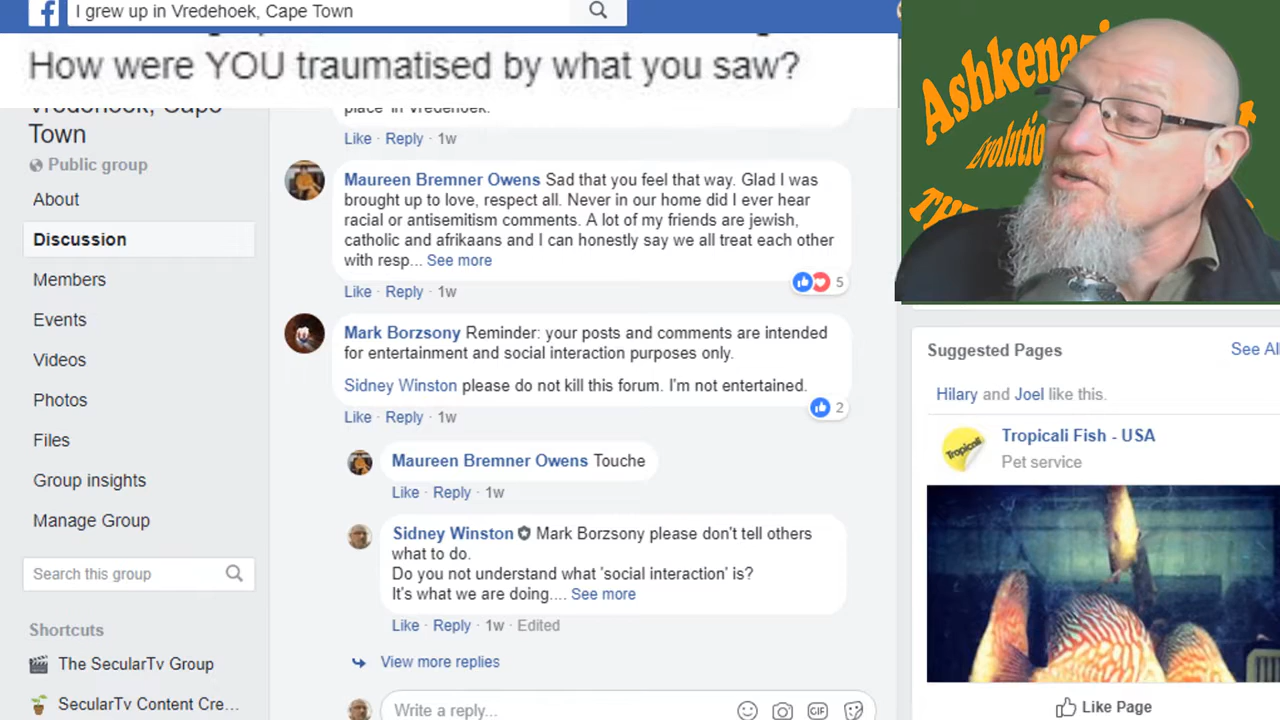 I grew up in Vredehoek, Cape Town
How were YOU traumatised by what you saw?
Vredehoek, Cape
Town
Public group
About
Discussion
Members
Events
Videos
Photos
Files
Group insights
Manage Group
Search this group
Shortcuts
The SecularTv Group
SecularTv Content Cre...
place in Vredehoek.
Like · Reply · 1w
Maureen Bremner Owens Sad that you feel that way. Glad I was
brought up to love, respect all. Never in our home did I ever hear
racial or antisemitism comments. A lot of my friends are jewish,
catholic and afrikaans and I can honestly say we all treat each other
with resp... See more
5
Like · Reply · 1w
Mark Borzsony Reminder: your posts and comments are intended
for entertainment and social interaction purposes only.
Sidney Winston please do not kill this forum. I'm not entertained.
2
Like · Reply · 1w
Maureen Bremner Owens Touche
Like · Reply · 1w
Sidney Winston Mark Borzsony please don't tell others
what to do.
Do you not understand what 'social interaction' is?
It's what we are doing.... See more
Like · Reply · 1w · Edited
View more replies
Write a reply...
GIF
Suggested Pages
See All
Hilary and Joel like this.
Tropicali
Tropicali Fish - USA
Pet service
Like Page